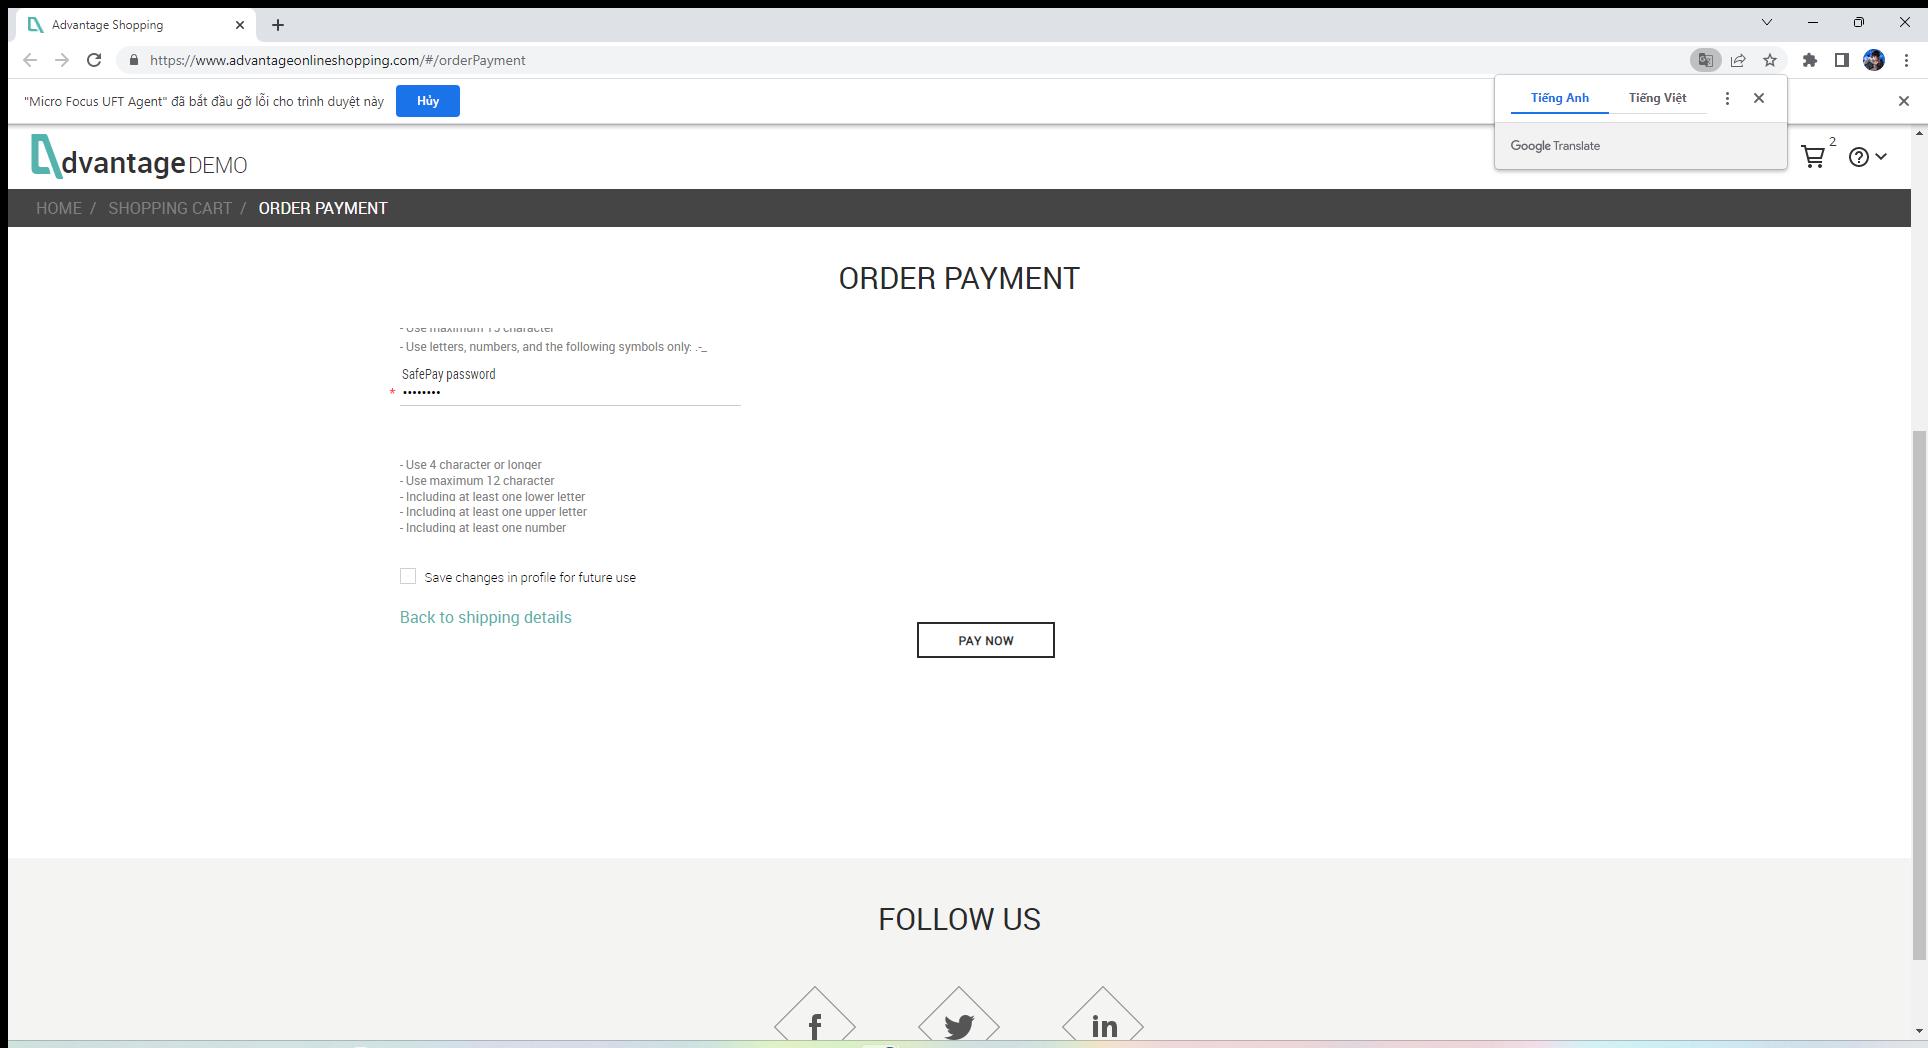 Advantage Shopping
https://www.advantageonlineshopping.com/#/orderPayment
"Micro Focus UFT Agent" đã bắt đầu gỡ lỗi cho trình duyệt này
Hủy
Tiếng Anh
Tiếng Việt
Google Translate
dvantage DEMO
2
HOME / SHOPPING CART / ORDER PAYMENT
ORDER PAYMENT
- Use maximum 15 character
- Use letters, numbers, and the following symbols only: .-_
SafePay password
* ••••••••
- Use 4 character or longer
- Use maximum 12 character
- Including at least one lower letter
- Including at least one upper letter
- Including at least one number
Save changes in profile for future use
Back to shipping details
PAY NOW
FOLLOW US
f
in